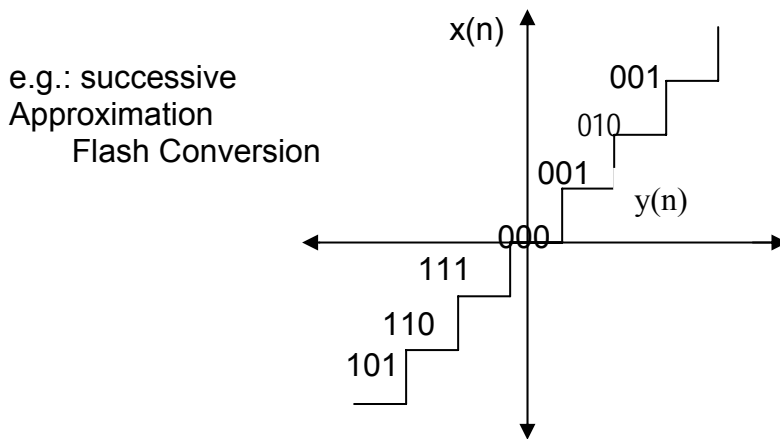 x(n)
e.g.: successive
Approximation
Flash Conversion
001
010
001
y(n)
000
111
110
101